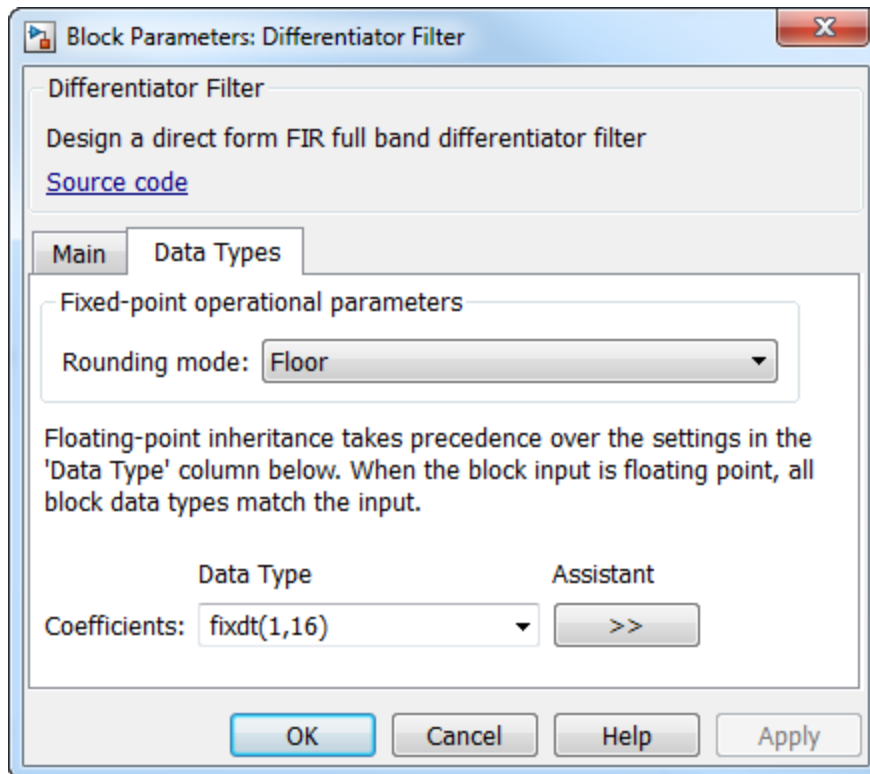 Block Parameters: Differentiator Filter
Differentiator Filter
Design a direct form FIR full band differentiator filter
Source code
Main Data Types
Fixed-point operational parameters
Rounding mode: Floor
Floating-point inheritance takes precedence over the settings in the
'Data Type' column below. When the block input is floating point, all
block data types match the input.
Data Type Assistant
Coefficients: fixdt(1,16) >>
OK Cancel Help Apply